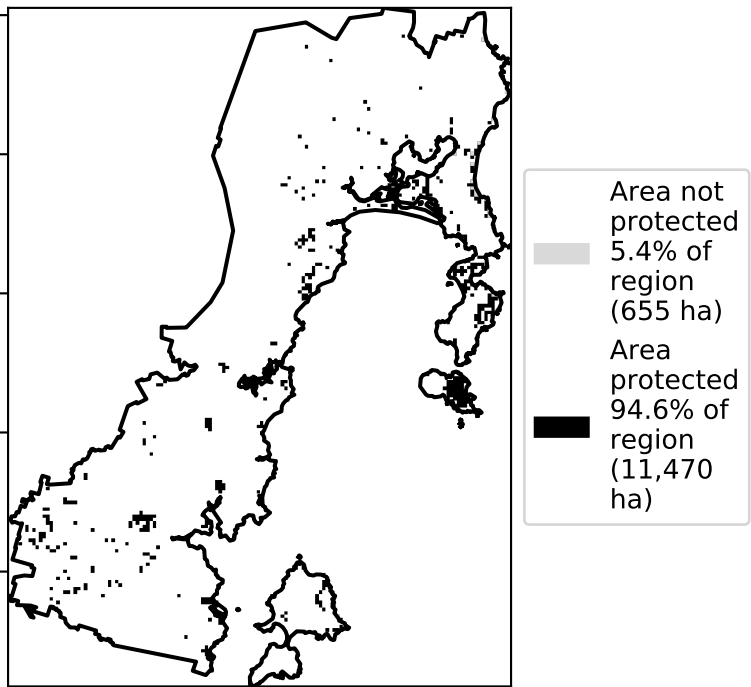 Area not
protected
5.4% of
region
(655 ha)
Area
protected
94.6% of
region
(11,470
ha)